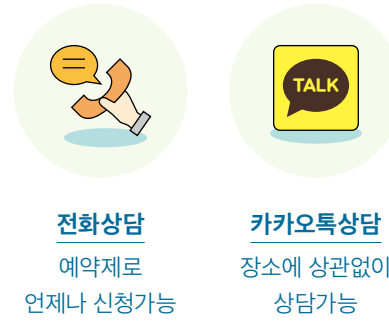 TALK
전화상담
예약제로
언제나 신청가능
카카오톡상담
장소에 상관없이
상담가능